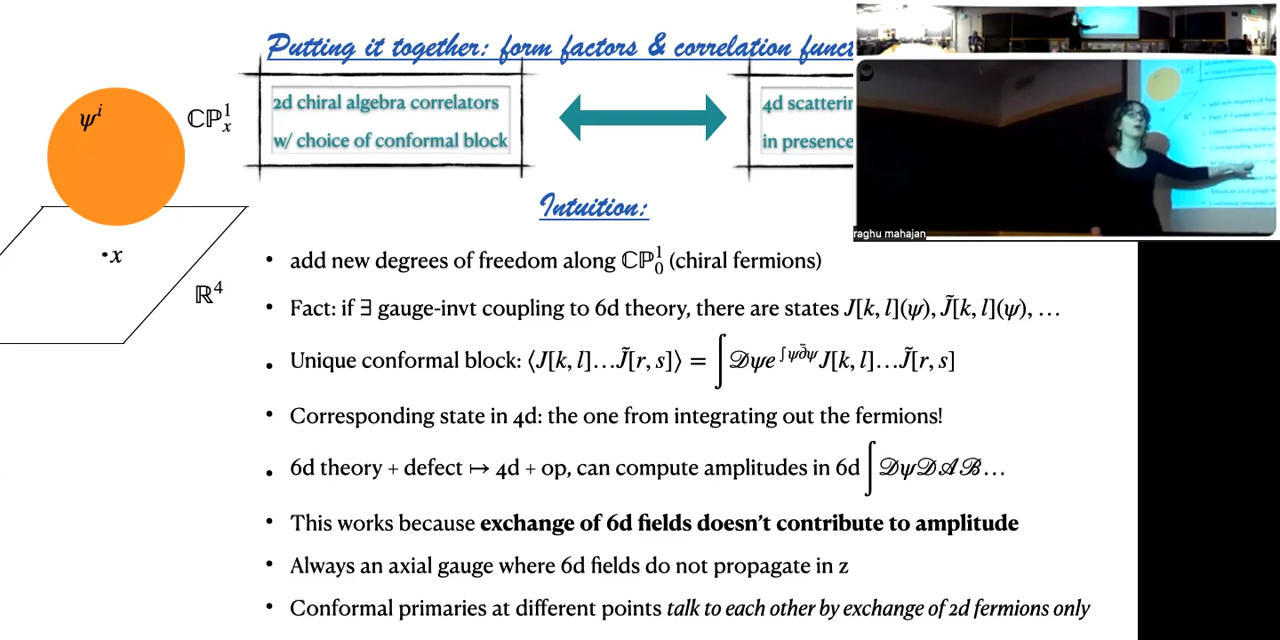 Putting it together: form factors & correlation funct
ψ^i
ℂℙ^1_x
2d chiral algebra correlators
w/ choice of conformal block
4d scatterin
in presence
raghu mahajan
Intuition:
·x
ℝ^4
• add new degrees of freedom along ℂℙ^1_0 (chiral fermions)
• Fact: if ∃ gauge-invt coupling to 6d theory, there are states J[k, l](ψ), J̃[k, l](ψ), …
• Unique conformal block: ⟨J[k, l]…J̃[r, s]⟩ = ∫ 𝒟ψe^{∫ψ∂̄ψ} J[k, l]…J̃[r, s]
• Corresponding state in 4d: the one from integrating out the fermions!
• 6d theory + defect ↦ 4d + op, can compute amplitudes in 6d ∫ 𝒟ψ𝒟𝒜ℬ…
• This works because exchange of 6d fields doesn't contribute to amplitude
• Always an axial gauge where 6d fields do not propagate in z
• Conformal primaries at different points talk to each other by exchange of 2d fermions only